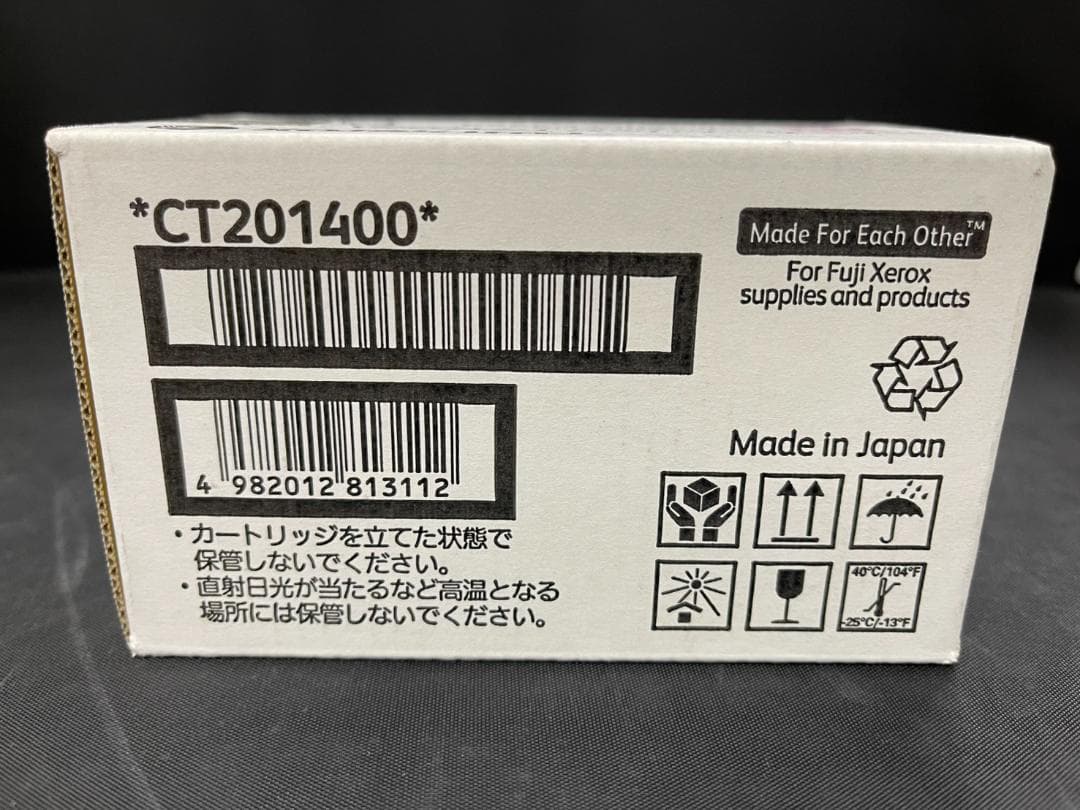 *CT201400*
Made For Each Other™
For Fuji Xerox
supplies and products
4 982012 813112
Made in Japan
・カートリッジを立てた状態で
保管しないでください。
・直射日光が当たるなど高温となる
場所には保管しないでください。
40°C/104°F
-25°C/-13°F